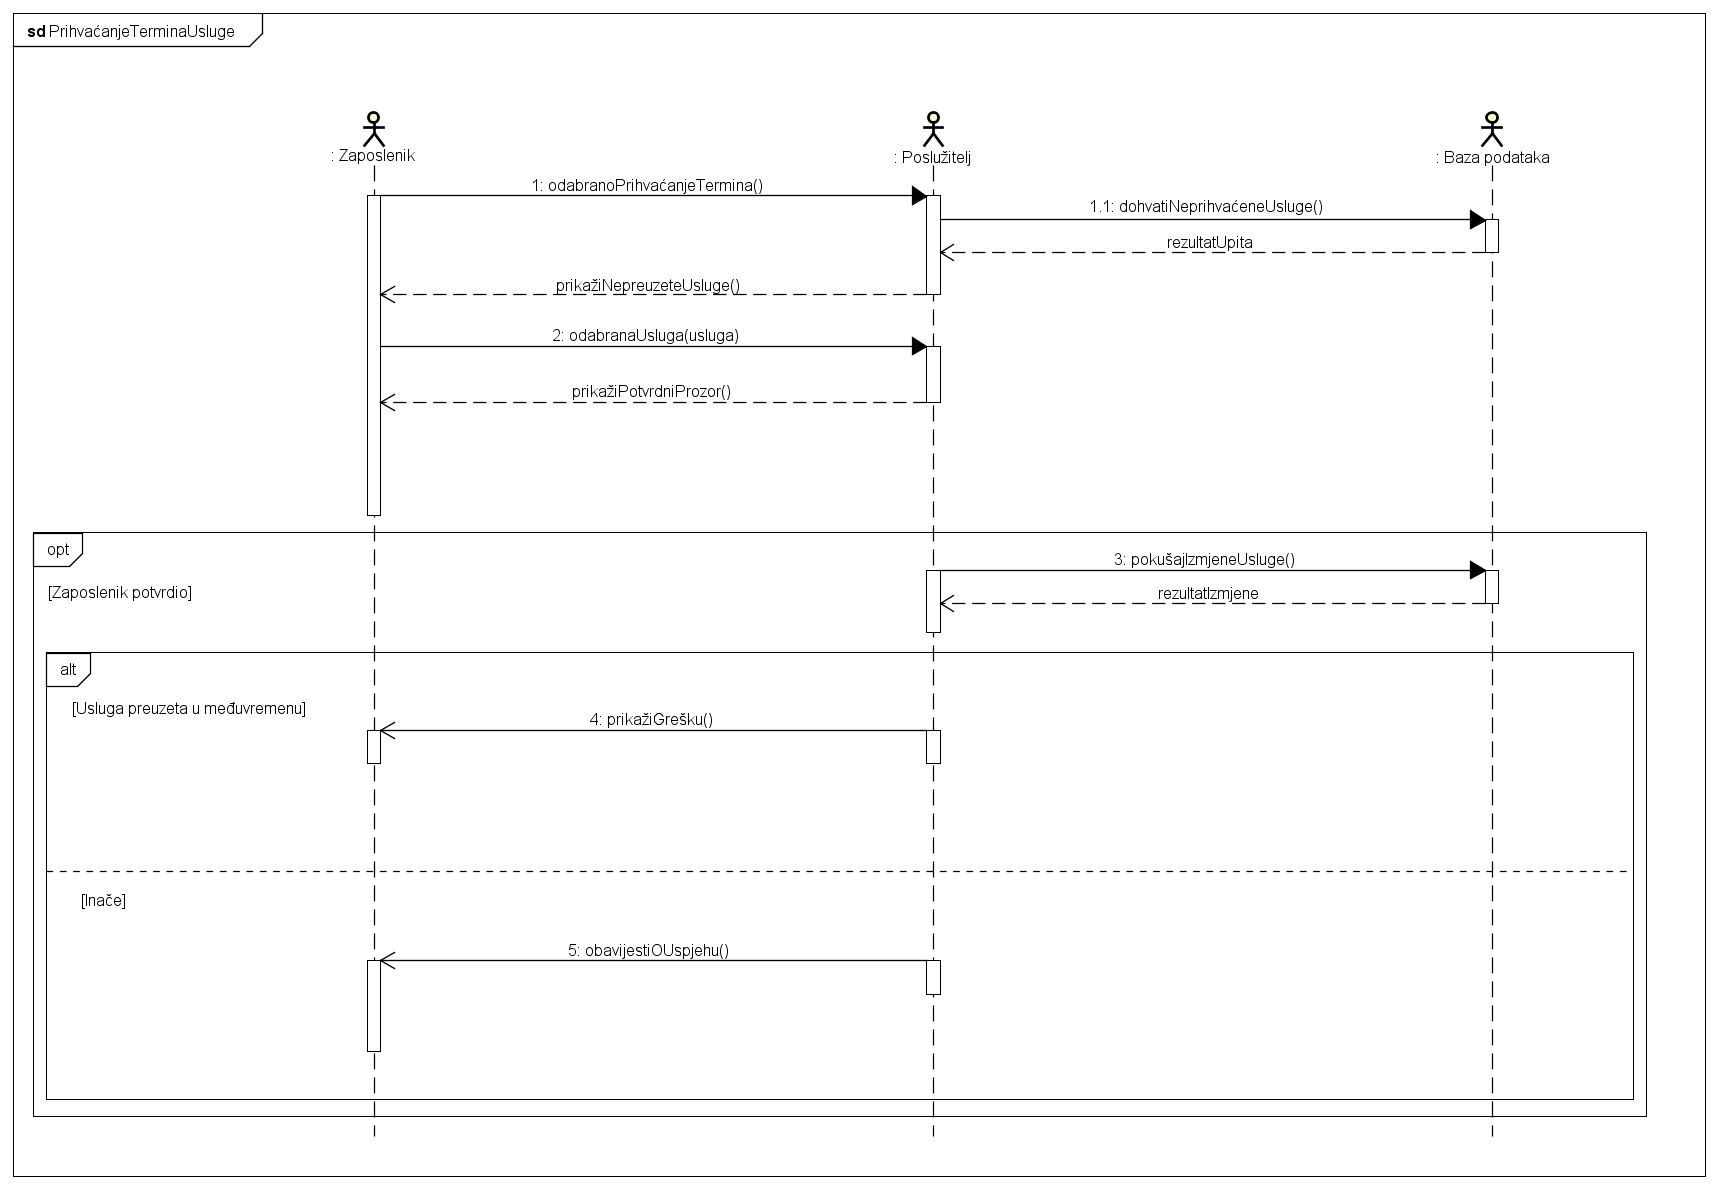 sd PrihvaćanjeTerminaUsluge
: Zaposlenik
: Poslužitelj
: Baza podataka
1: odabranoPrihvaćanjeTermina()
1.1: dohvatiNeprihvaćeneUsluge()
rezultatUpita
prikažiNepreuzeteUsluge()
2: odabranaUsluga(usluga)
prikažiPotvrdniProzor()
opt
3: pokušajIzmjeneUsluge()
[Zaposlenik potvrdio]
rezultatIzmjene
alt
[Usluga preuzeta u međuvremenu]
4: prikažiGrešku()
[Inače]
5: obavijestiOUspjehu()